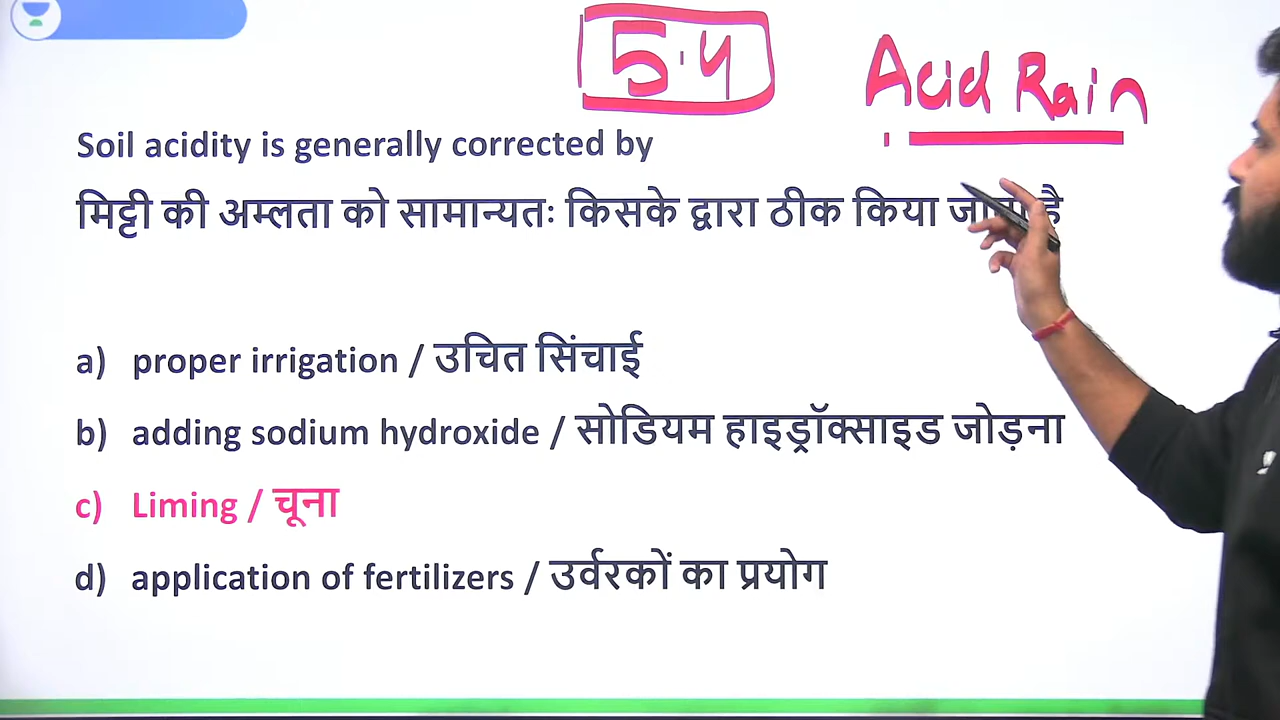 5.4
Acid Rain
Soil acidity is generally corrected by
मिट्टी की अम्लता को सामान्यतः किसके द्वारा ठीक किया जाता है
a) proper irrigation / उचित सिंचाई
b) adding sodium hydroxide / सोडियम हाइड्रॉक्साइड जोड़ना
c) Liming / चूना
d) application of fertilizers / उर्वरकों का प्रयोग